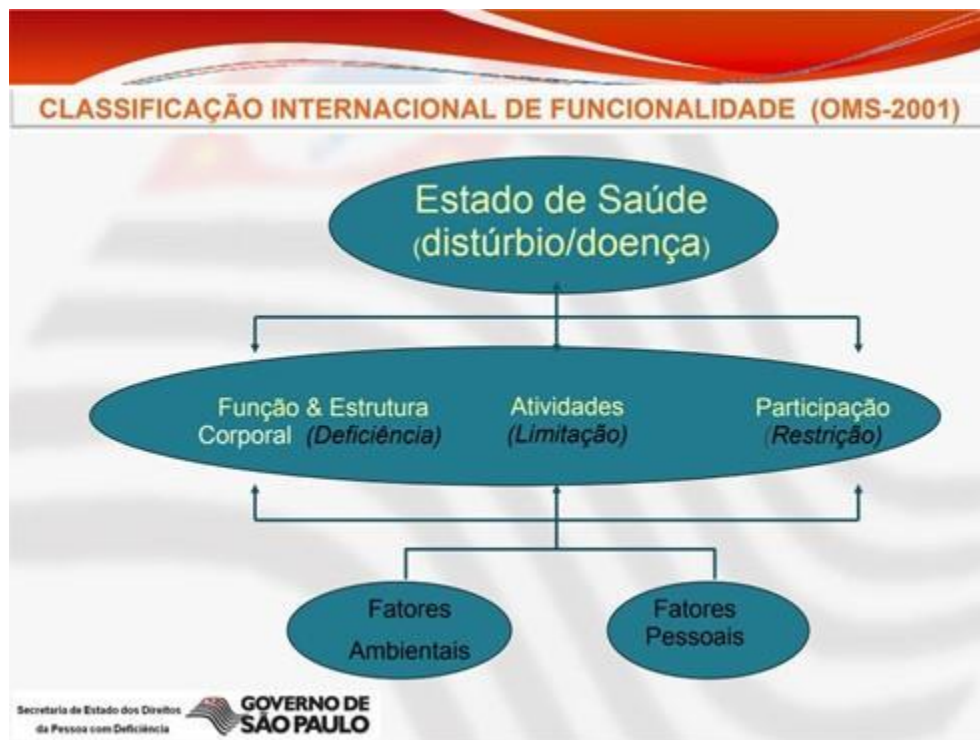 CLASSIFICAÇÃO INTERNACIONAL DE FUNCIONALIDADE (OMS-2001)
Estado de Saúde
(distúrbio/doença)
Função & Estrutura
Corporal (Deficiência)
Atividades
(Limitação)
Participação
(Restrição)
Fatores
Ambientais
Fatores
Pessoais
Secretaria de Estado dos Direitos
da Pessoa com Deficiência
GOVERNO DE
SÃO PAULO